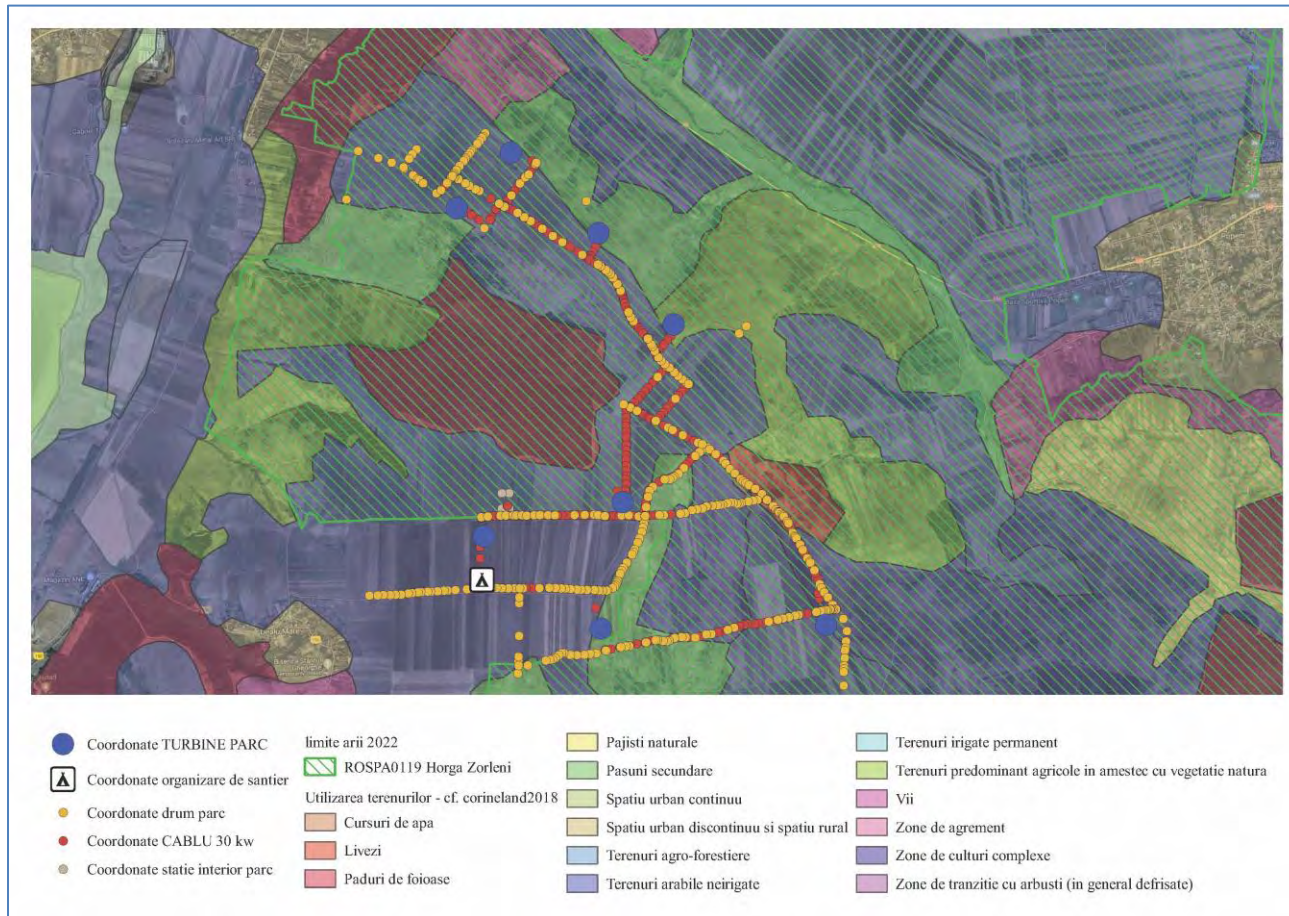 Coordonate TURBINE PARC
Coordonate organizare de santier
Coordonate drum parc
Coordonate CABLU 30 kw
Coordonate statie interior parc
limite arii 2022
ROSPA0119 Horga Zorleni
Utilizarea terenurilor - cf. corineland2018
Cursuri de apa
Livezi
Paduri de foioase
Pajisti naturale
Pasuni secundare
Spatiu urban continuu
Spatiu urban discontinuu si spatiu rural
Terenuri agro-forestiere
Terenuri arabile neirigate
Terenuri irigate permanent
Terenuri predominant agricole in amestec cu vegetatie natura
Vii
Zone de agrement
Zone de culturi complexe
Zone de tranzitie cu arbusti (in general defrisate)